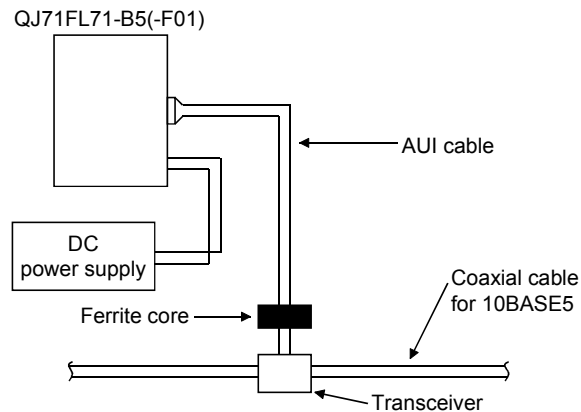 QJ71FL71-B5(-F01)
AUI cable
DC
power supply
Coaxial cable
for 10BASE5
Ferrite core
Transceiver